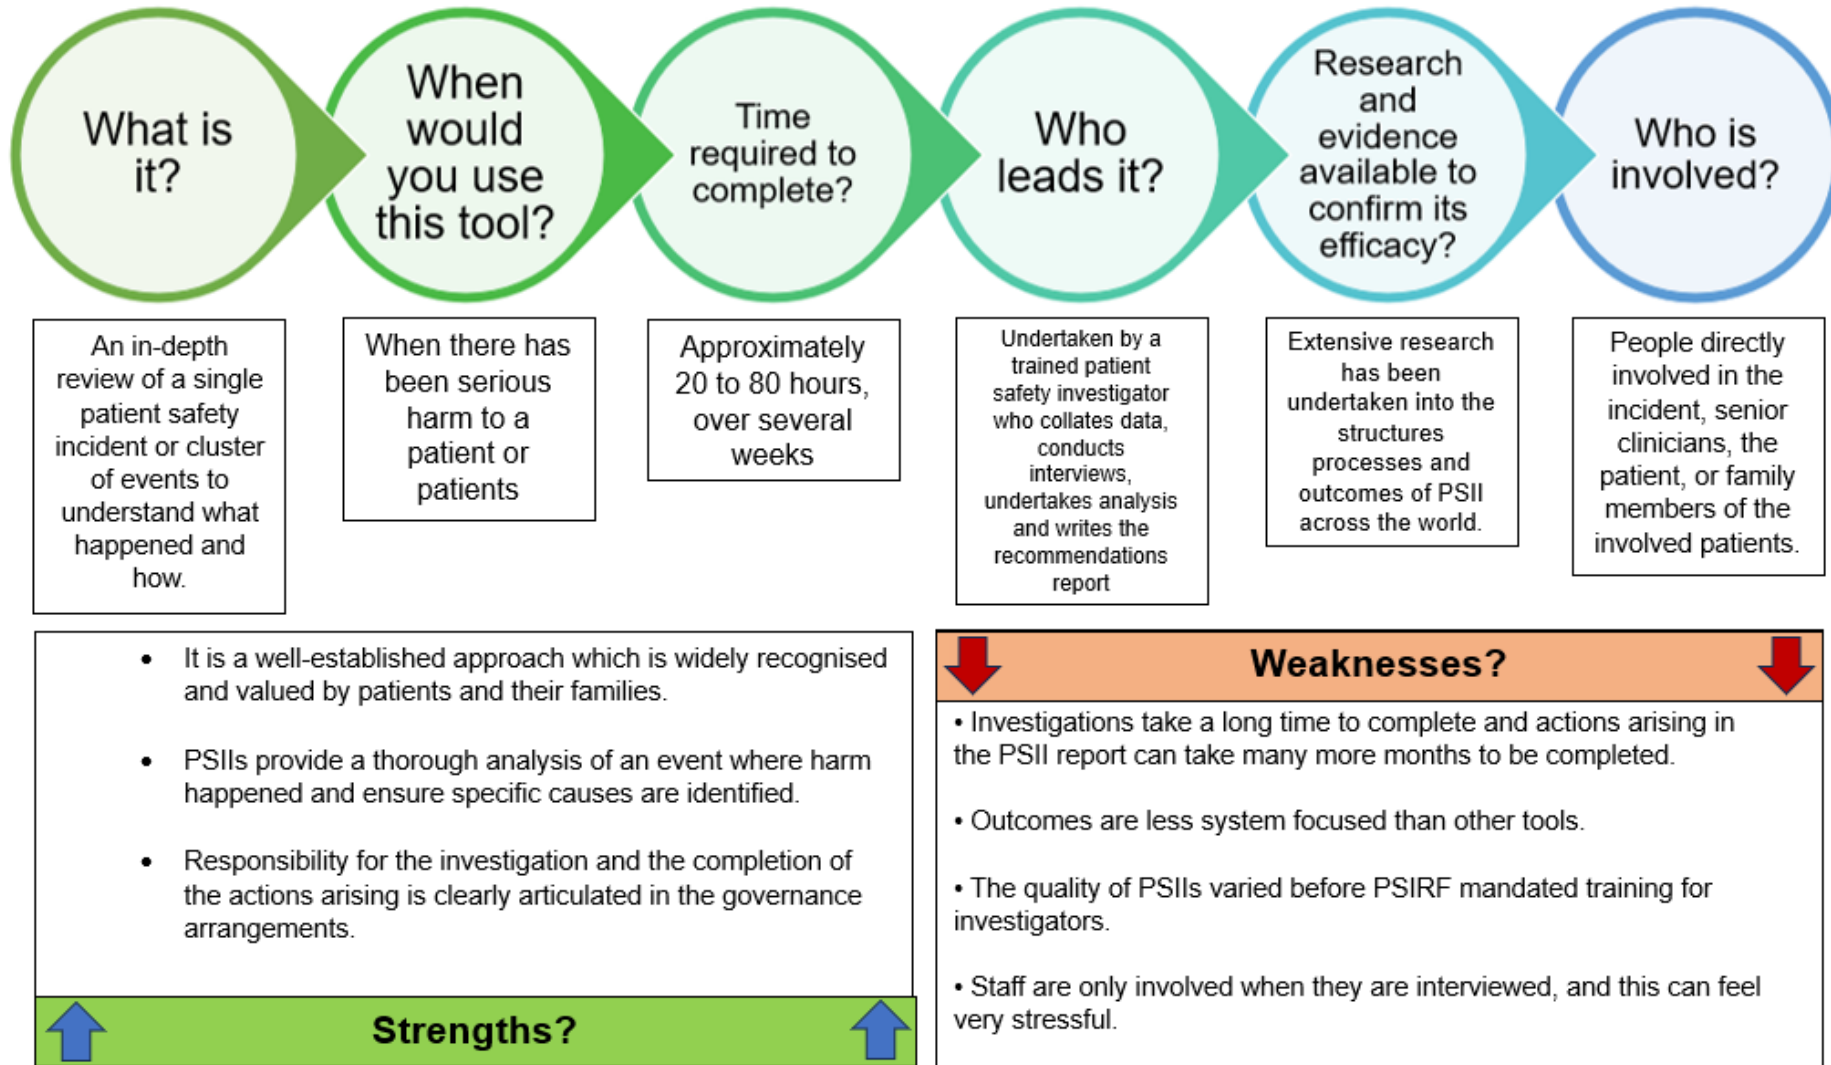 What is
it?
When
would
you use
this tool?
Time
required to
complete?
Who
leads it?
Research
and
evidence
available to
confirm its
efficacy?
Who is
involved?
An in-depth
review of a single
patient safety
incident or cluster
of events to
understand what
happened and
how.
When there has
been serious
harm to a
patient or
patients
Approximately
20 to 80 hours,
over several
weeks
Undertaken by a
trained patient
safety investigator
who collates data,
conducts
interviews,
undertakes analysis
and writes the
recommendations
report
Extensive research
has been
undertaken into the
structures
processes and
outcomes of PSII
across the world.
People directly
involved in the
incident, senior
clinicians, the
patient, or family
members of the
involved patients.
• It is a well-established approach which is widely recognised
and valued by patients and their families.
• PSIIs provide a thorough analysis of an event where harm
happened and ensure specific causes are identified.
• Responsibility for the investigation and the completion of
the actions arising is clearly articulated in the governance
arrangements.
Strengths?
Weaknesses?
• Investigations take a long time to complete and actions arising in
the PSII report can take many more months to be completed.
• Outcomes are less system focused than other tools.
• The quality of PSIIs varied before PSIRF mandated training for
investigators.
• Staff are only involved when they are interviewed, and this can feel
very stressful.